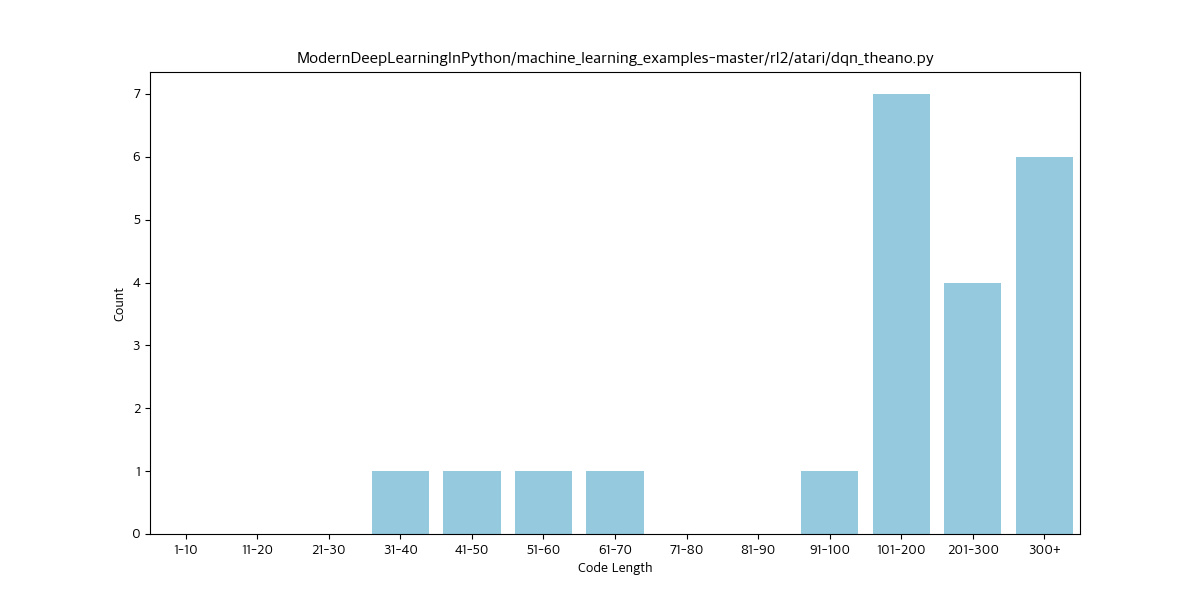 ModernDeepLearningInPython/machine_learning_examples-master/rl2/atari/dqn_theano.py
7
6
5
4
3
2
1
0
Count
1-10 11-20 21-30 31-40 41-50 51-60 61-70 71-80 81-90 91-100 101-200 201-300 300+
Code Length